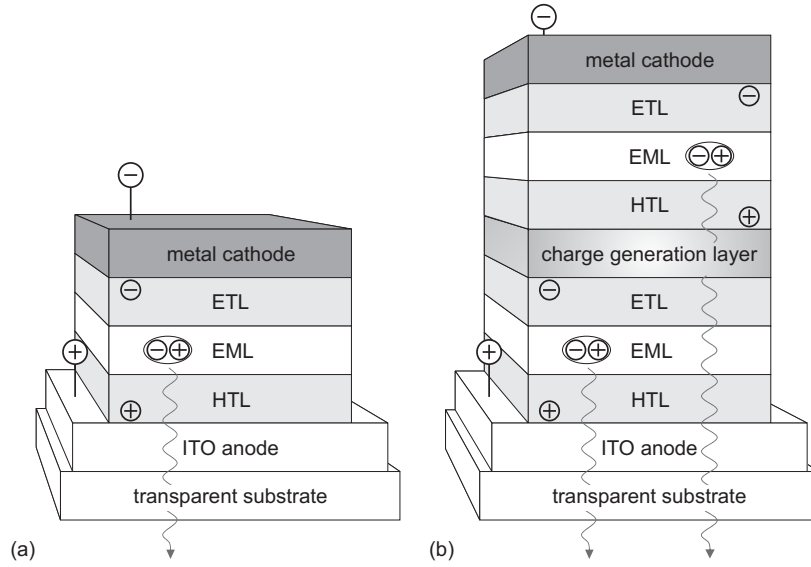 metal cathode
ETL
EML
HTL
ITO anode
transparent substrate
(a)
metal cathode
ETL
EML
HTL
charge generation layer
ETL
EML
HTL
ITO anode
transparent substrate
(b)